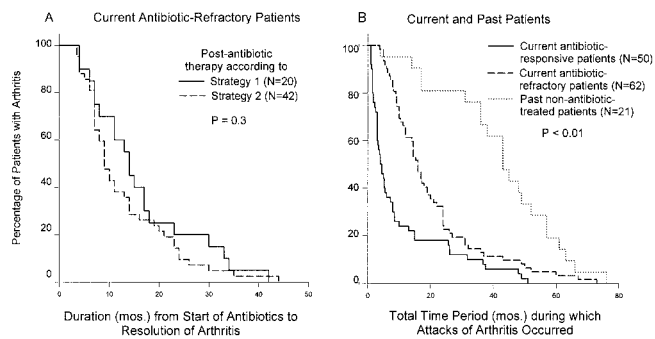 A
Current Antibiotic-Refractory Patients
Percentage of Patients with Arthritis
100
80
60
40
20
0
Post-antibiotic
therapy according to
Strategy 1 (N=20)
Strategy 2 (N=42)
P = 0.3
0 10 20 30 40 50
Duration (mos.) from Start of Antibiotics to
Resolution of Arthritis
B
Current and Past Patients
100
80
60
40
20
0
Current antibiotic-
responsive patients (N=50)
Current antibiotic-
refractory patients (N=62)
Past non-antibiotic-
treated patients (N=21)
P < 0.01
0 20 40 60 80
Total Time Period (mos.) during which
Attacks of Arthritis Occurred